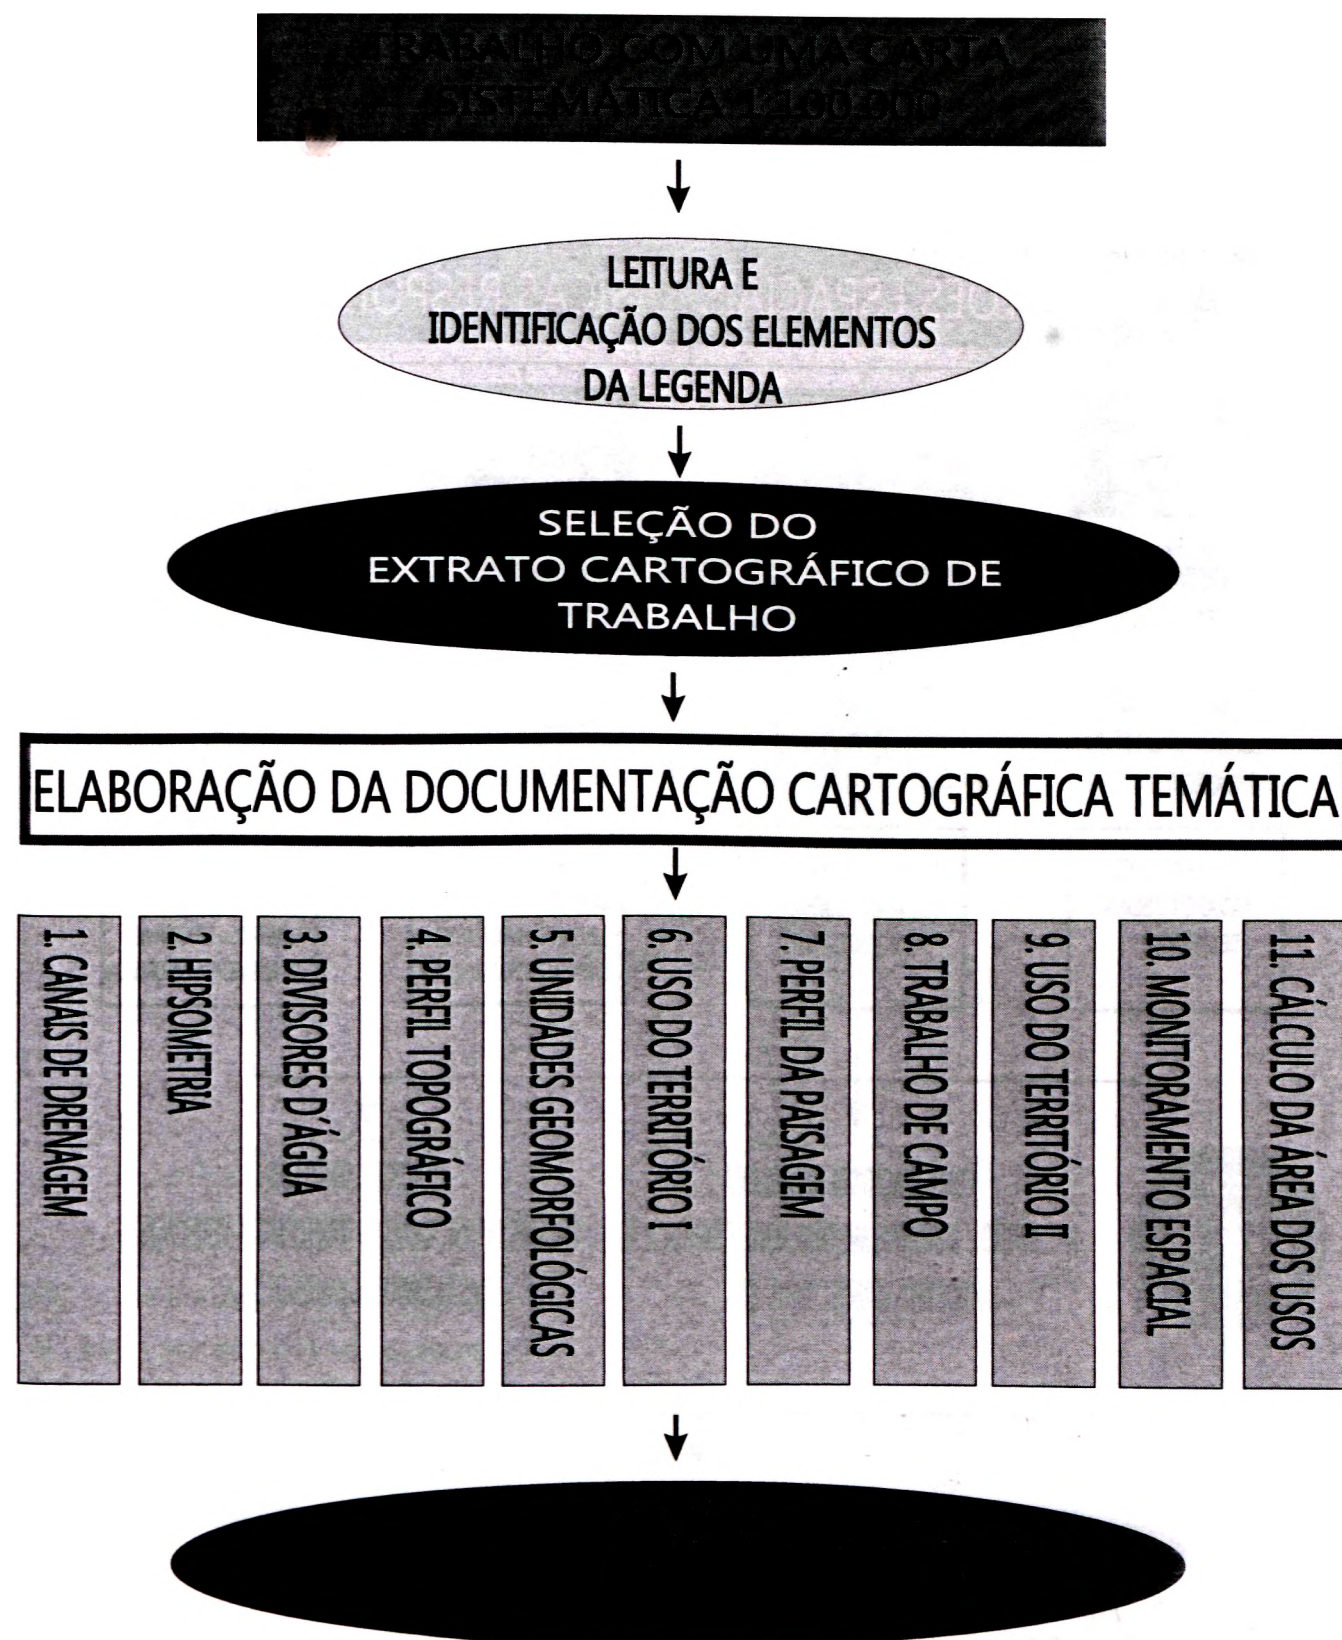 TRABALHO COM UMA CARTA
SISTEMÁTICA 1:100.000
LEITURA E
IDENTIFICAÇÃO DOS ELEMENTOS
DA LEGENDA
SELEÇÃO DO
EXTRATO CARTOGRÁFICO DE
TRABALHO
ELABORAÇÃO DA DOCUMENTAÇÃO CARTOGRÁFICA TEMÁTICA
1. CANAIS DE DRENAGEM
2. HIPSOMETRIA
3. DIVISORES D'ÁGUA
4. PERFIL TOPOGRÁFICO
5. UNIDADES GEOMORFOLÓGICAS
6. USO DO TERRITÓRIO I
7. PERFIL DA PAISAGEM
8. TRABALHO DE CAMPO
9. USO DO TERRITÓRIO II
10. MONITORAMENTO ESPACIAL
11. CÁLCULO DA ÁREA DOS USOS